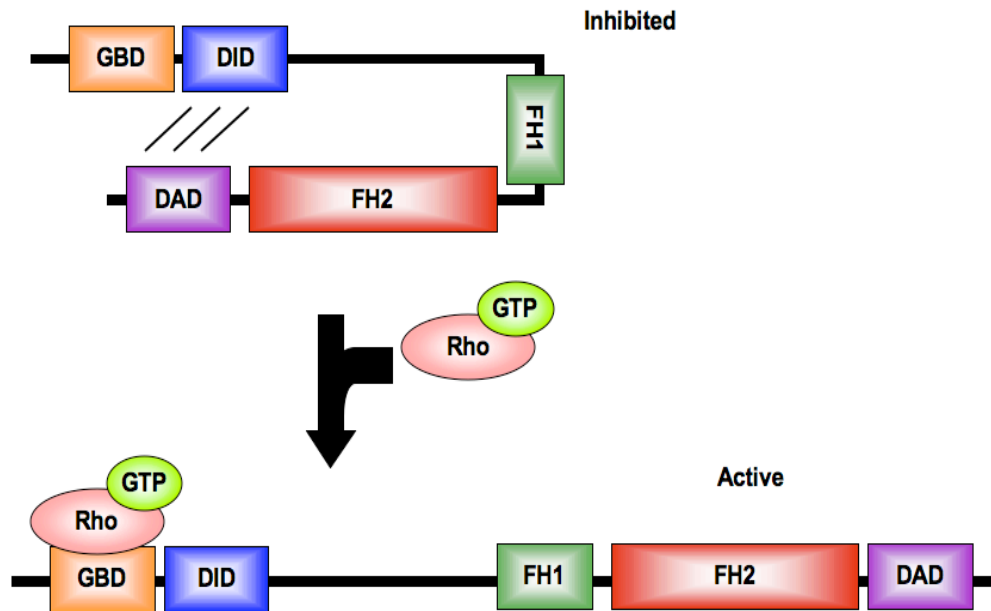 Inhibited
GBD
DID
FH1
DAD
FH2
GTP
Rho
Active
GTP
Rho
GBD
DID
FH1
FH2
DAD